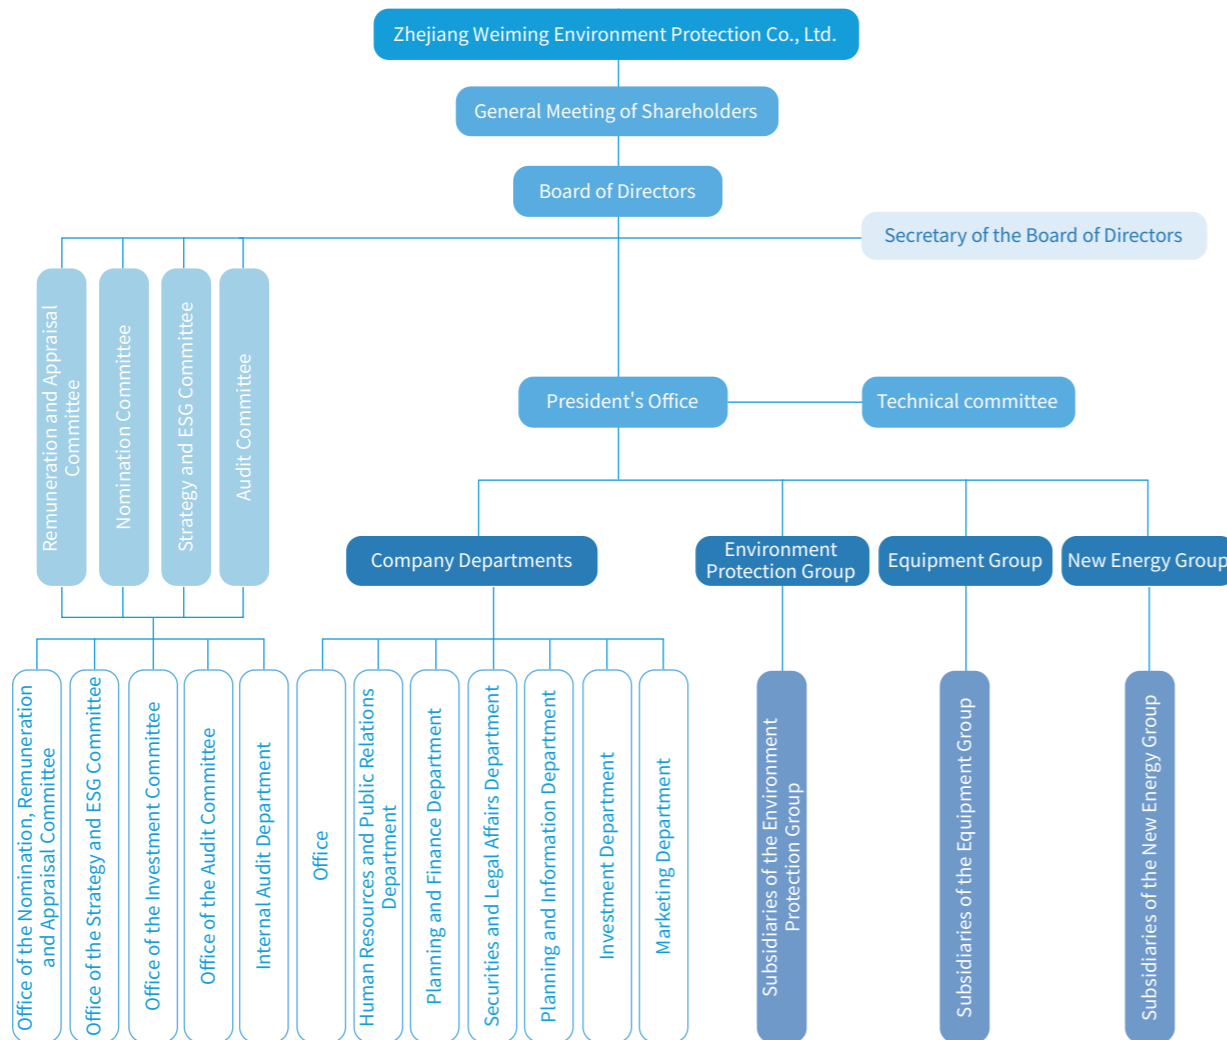 Zhejiang Weiming Environment Protection Co., Ltd.
General Meeting of Shareholders
Board of Directors
Secretary of the Board of Directors
Remuneration and Appraisal
Committee
Nomination Committee
Strategy and ESG Committee
Audit Committee
President's Office
Technical committee
Company Departments
Environment
Protection Group
Equipment Group
New Energy Group
Office of the Nomination, Remuneration
and Appraisal Committee
Office of the Strategy and ESG Committee
Office of the Investment Committee
Office of the Audit Committee
Internal Audit Department
Office
Human Resources and Public Relations
Department
Planning and Finance Department
Securities and Legal Affairs Department
Planning and Information Department
Investment Department
Marketing Department
Subsidiaries of the Environment
Protection Group
Subsidiaries of the Equipment Group
Subsidiaries of the New Energy Group